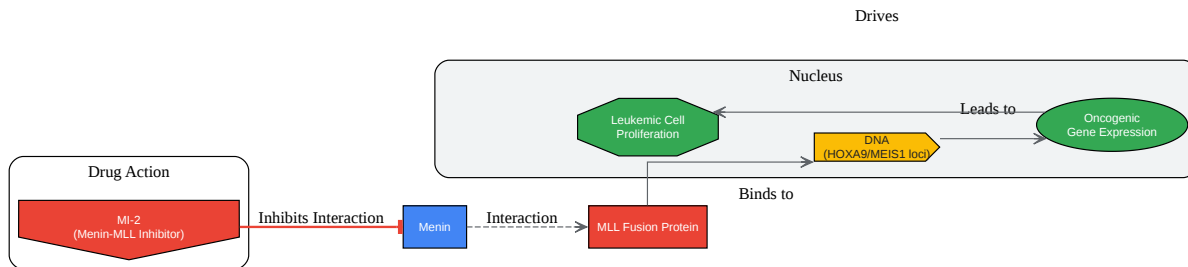 Drives
Nucleus
Leukemic Cell
Proliferation
Leads to
Oncogenic
Gene Expression
DNA
(HOXA9/MEIS1 loci)
Drug Action
Binds to
MI-2
(Menin-MLL Inhibitor)
Inhibits Interaction
Menin
Interaction
MLL Fusion Protein